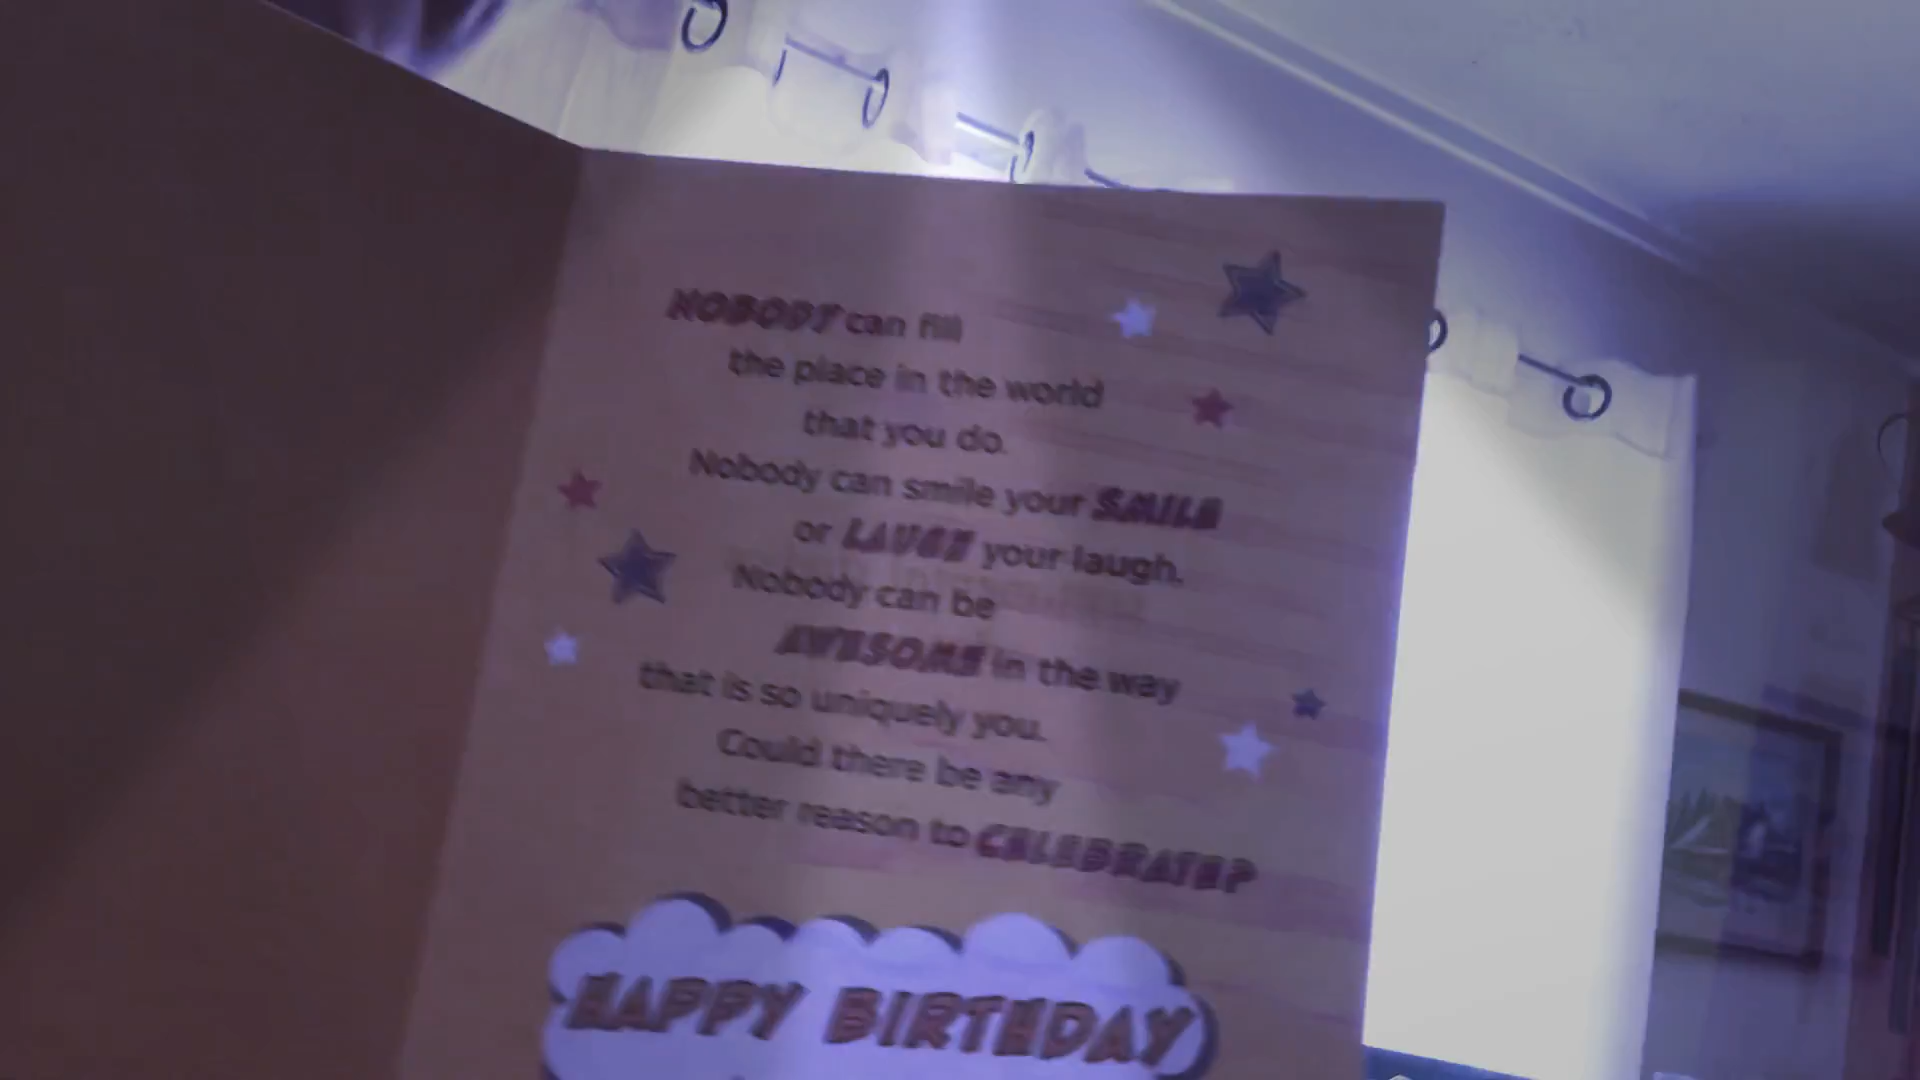 NOBODY can fill
the place in the world
that you do.
Nobody can smile your SMILE
or LAUGH your laugh.
Nobody can be
AWESOME in the way
that is so uniquely you.
Could there be any
better reason to CELEBRATE?
HAPPY BIRTHDAY